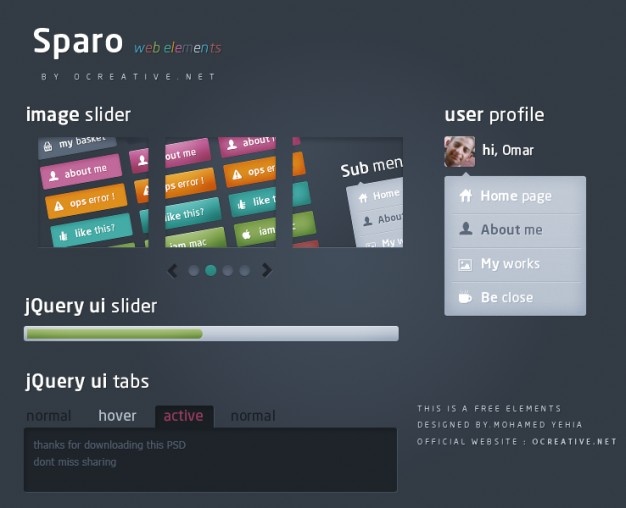 Sparo web elements
BY OCREATIVE.NET
image slider
user profile
my basket
about me
ops error !
like this?
out me
ops error !
like this?
iam mac
about
ops
like t
iam
Sub men
Home
About
hi, Omar
Home page
About me
My works
Be close
jQuery ui slider
jQuery ui tabs
normal hover active normal
thanks for downloading this PSD
dont miss sharing
THIS IS A FREE ELEMENTS
DESIGNED BY MOHAMED YEHIA
OFFICIAL WEBSITE : OCREATIVE.NET